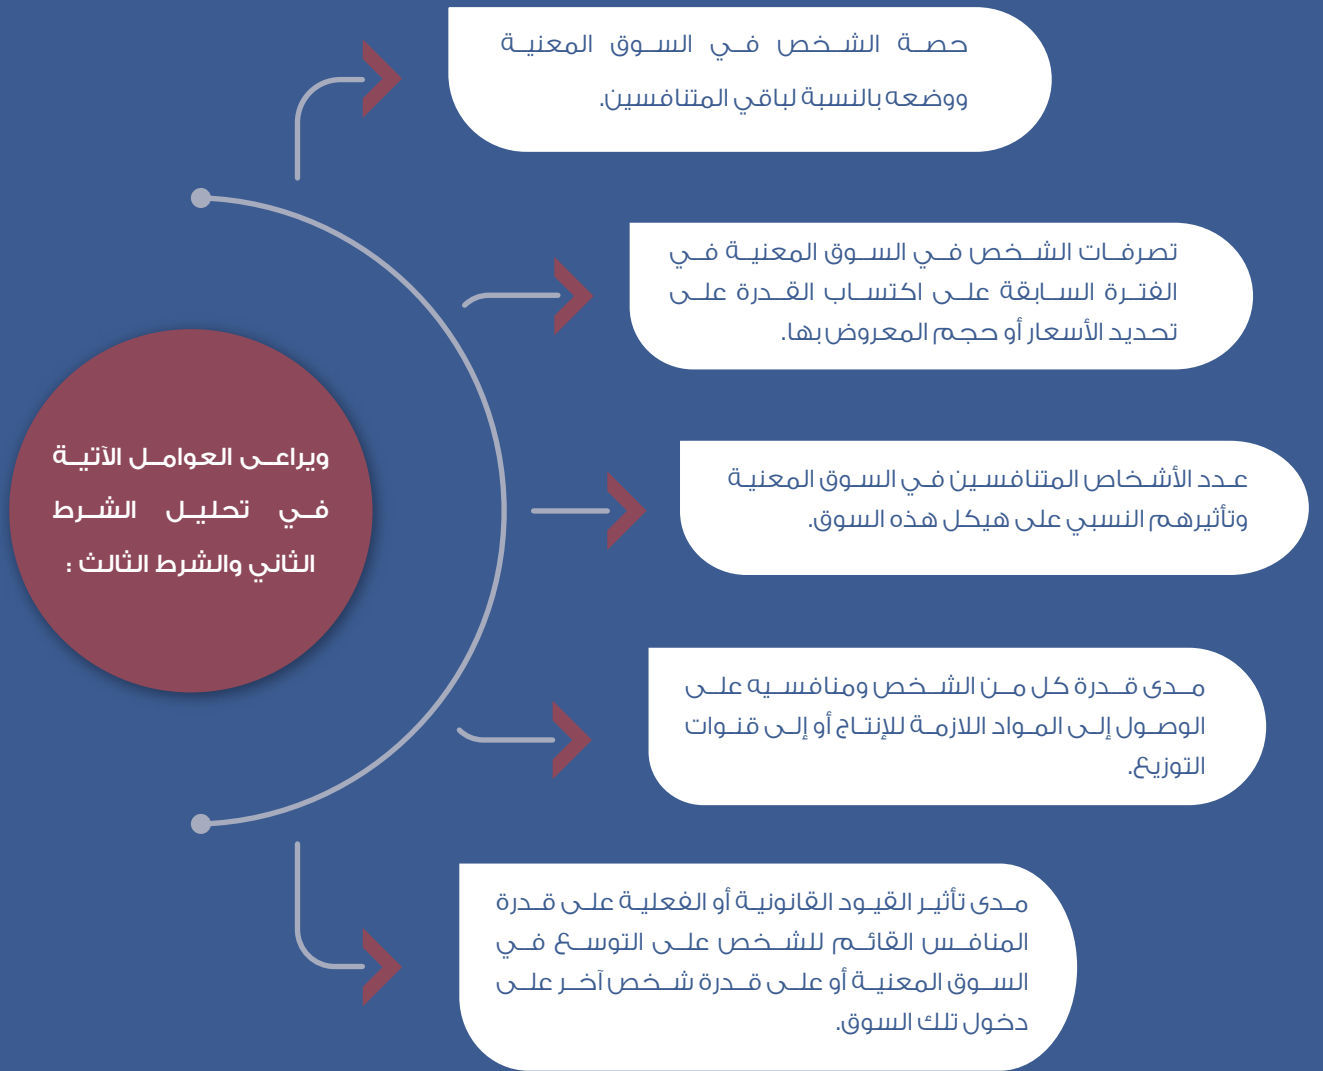 ويراعى العوامل الآتية
في تحليل الشرط
الثاني والشرط الثالث :
حصة الشخص في السوق المعنية
ووضعه بالنسبة لباقي المتنافسين.
تصرفات الشخص في السوق المعنية في
الفترة السابقة على اكتساب القدرة على
تحديد الأسعار أو حجم المعروض بها.
عدد الأشخاص المتنافسين في السوق المعنية
وتأثيرهم النسبي على هيكل هذه السوق.
مدى قدرة كل من الشخص ومنافسيه على
الوصول إلى المواد اللازمة للإنتاج أو إلى قنوات
التوزيع.
مدى تأثير القيود القانونية أو الفعلية على قدرة
المنافس القائم للشخص على التوسع في
السوق المعنية أو على قدرة شخص آخر على
دخول تلك السوق.